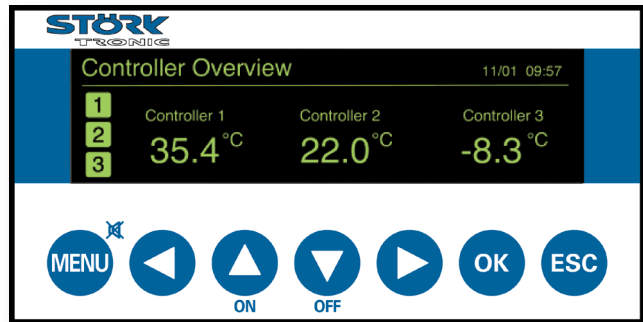 STÖRK
TRONIC
Controller Overview 11/01 09:57
1
2
3
Controller 1 Controller 2 Controller 3
35.4 °C 22.0 °C -8.3 °C
MENU OK ESC
ON OFF